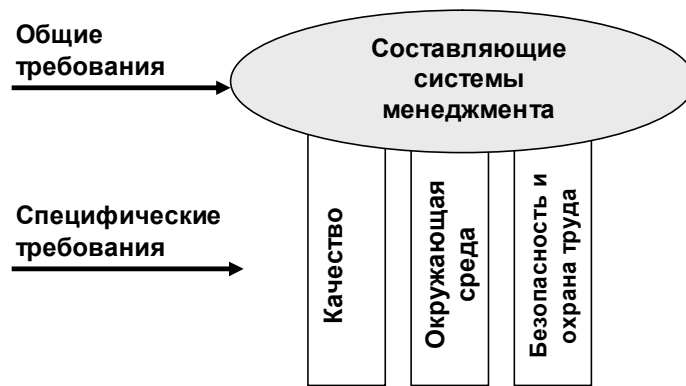 Общие
требования
Составляющие
системы
менеджмента
Специфические
требования
Качество
Окружающая
среда
Безопасность и
охрана труда